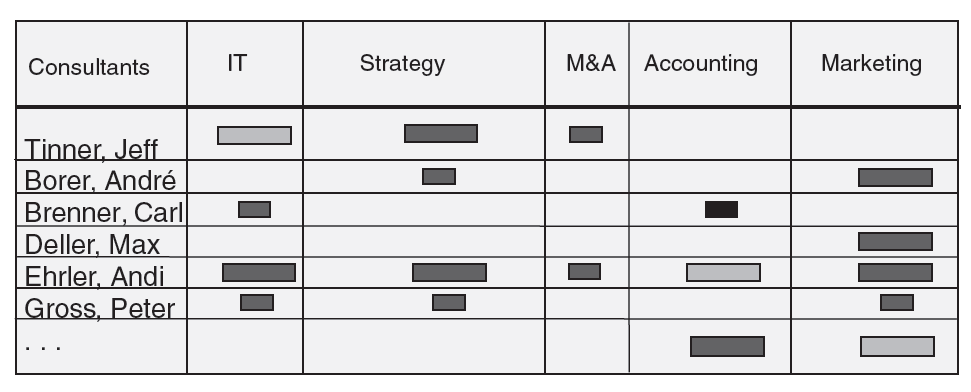 Consultants IT Strategy M&A Accounting Marketing
Tinner, Jeff
Borer, André
Brenner, Carl
Deller, Max
Ehrler, Andi
Gross, Peter
. . .